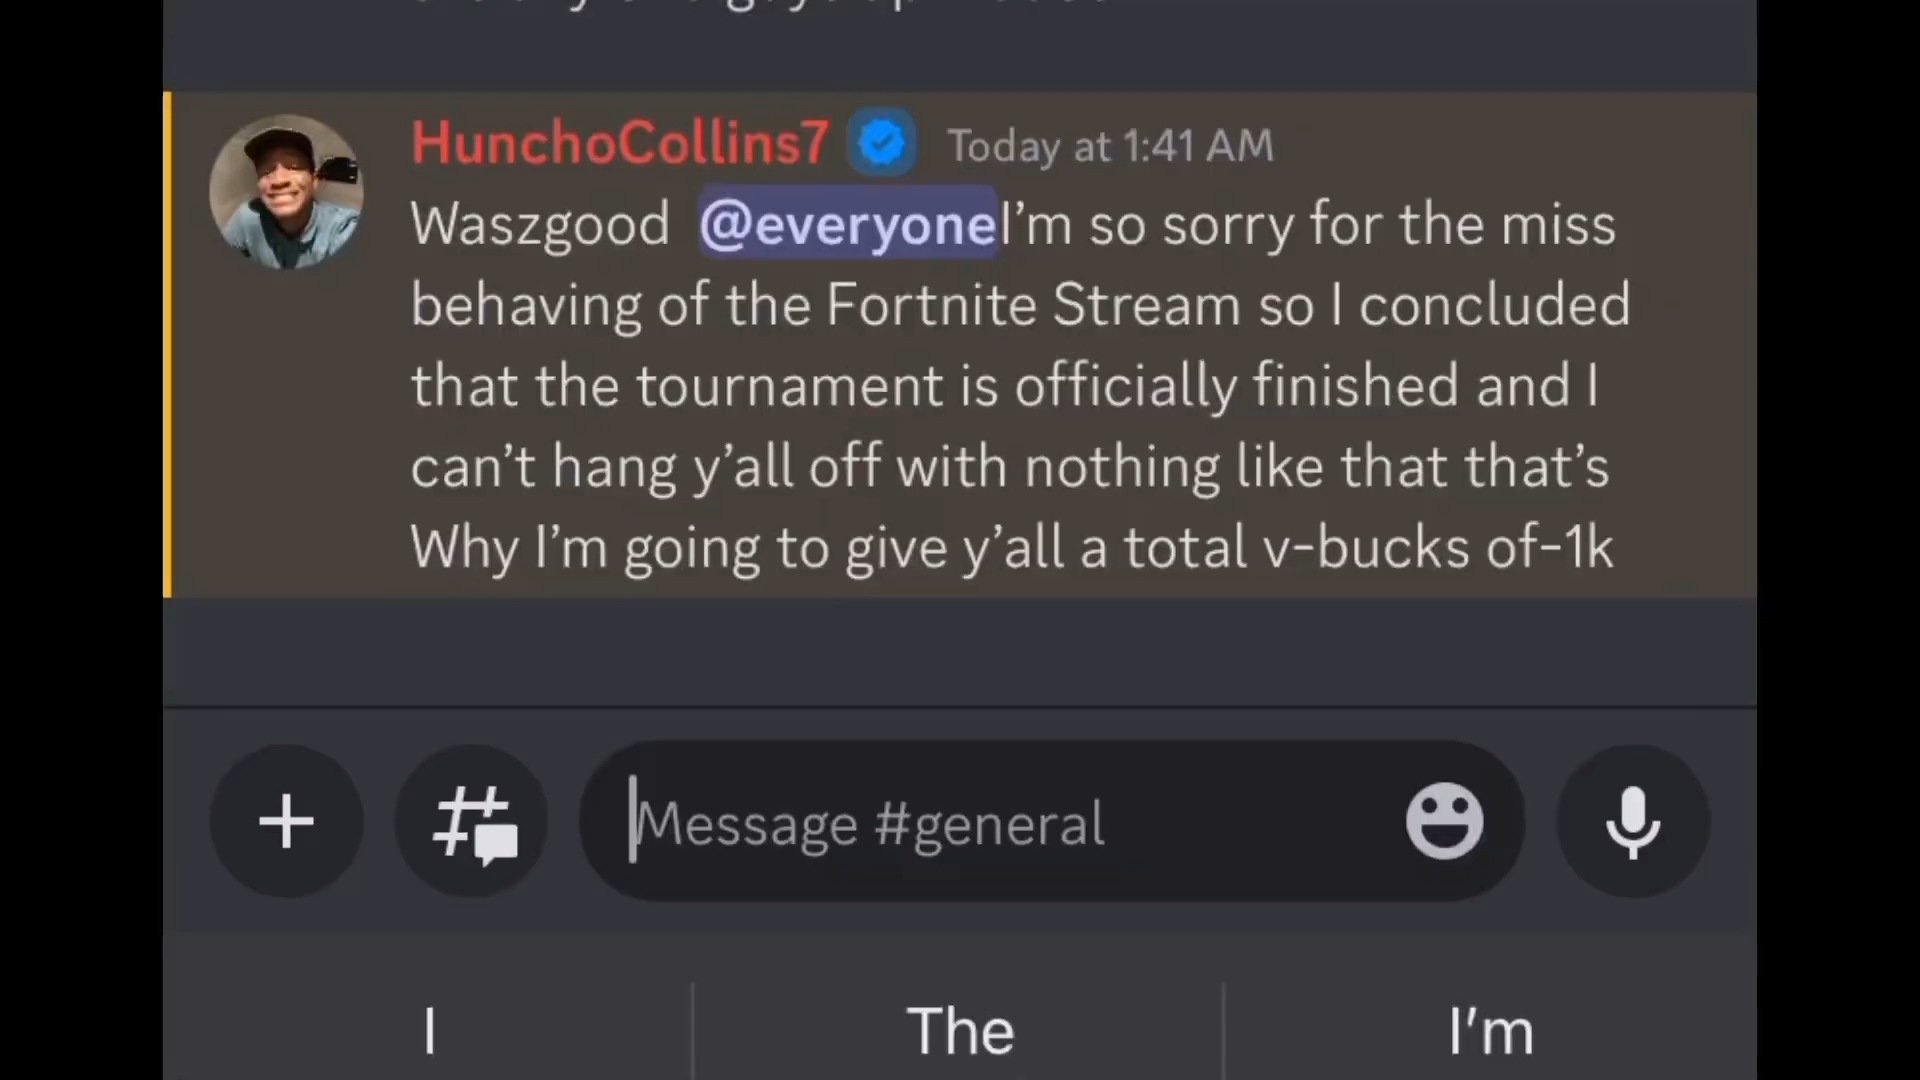 HunchoCollins7 Today at 1:41 AM
Waszgood @everyoneI’m so sorry for the miss
behaving of the Fortnite Stream so I concluded
that the tournament is officially finished and I
can’t hang y’all off with nothing like that that’s
Why I’m going to give y’all a total v-bucks of-1k
Message #general
I The I’m